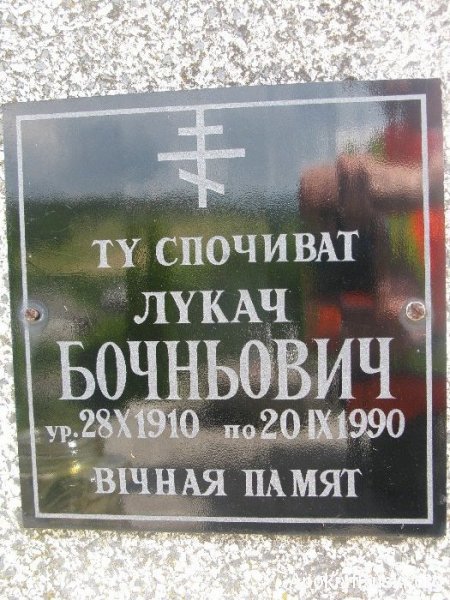 ТУ СПОЧИВАТ
ЛУКАЧ
БОЧНЬОВИЧ
ур. 28 X 1910 по 20 IX 1990
ВІЧНАЯ ПАМЯТ